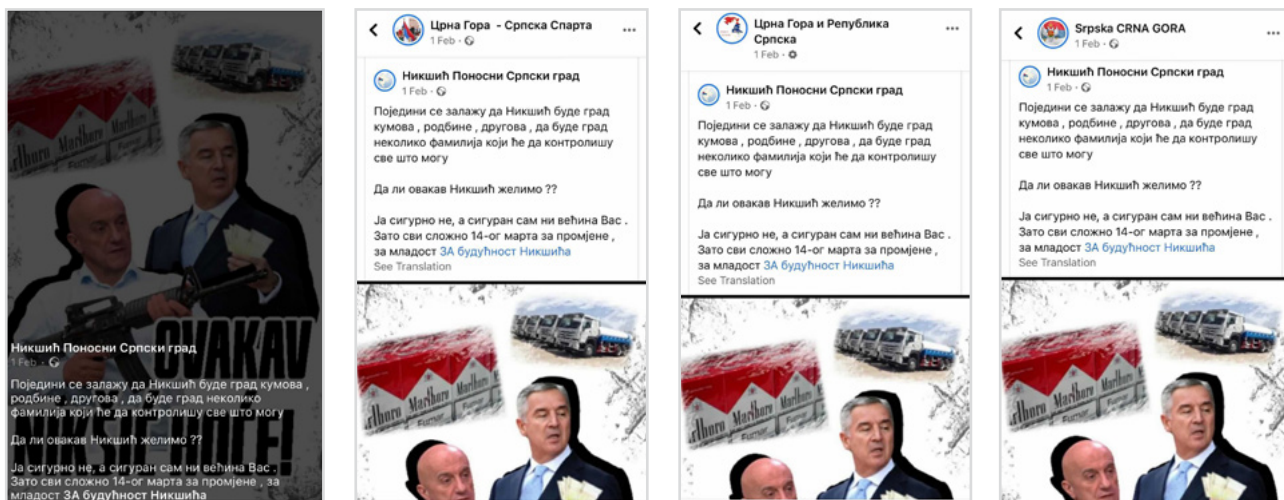 Marlboro Marlboro
Fumar
OVAKAV
NIKŠIĆ HOĆE!
Никшић Поносни Српски град
1 Feb ·
Поједини се залажу да Никшић буде град кумова ,
родбине , другова , да буде град неколико
фамилија који ће да контролишу све што могу
Да ли овакав Никшић желимо ??
Ја сигурно не, а сигуран сам ни већина Вас .
Зато сви сложно 14-ог марта за промјене , за
младост ЗА будућност Никшића
Црна Гора - Српска Спарта
1 Feb ·
Никшић Поносни Српски град
1 Feb ·
Поједини се залажу да Никшић буде град
кумова , родбине , другова , да буде град
неколико фамилија који ће да контролишу
све што могу
Да ли овакав Никшић желимо ??
Ја сигурно не, а сигуран сам ни већина Вас .
Зато сви сложно 14-ог марта за промјене ,
за младост ЗА будућност Никшића
See Translation
Marlboro Marlboro
Fumar
Црна Гора и Република
Српска
1 Feb ·
Никшић Поносни Српски град
1 Feb ·
Поједини се залажу да Никшић буде град
кумова , родбине , другова , да буде град
неколико фамилија који ће да контролишу
све што могу
Да ли овакав Никшић желимо ??
Ја сигурно не, а сигуран сам ни већина Вас .
Зато сви сложно 14-ог марта за промјене ,
за младост ЗА будућност Никшића
See Translation
Marlboro Marlboro
Fumar
Srpska CRNA GORA
1 Feb ·
Никшић Поносни Српски град
1 Feb ·
Поједини се залажу да Никшић буде град
кумова , родбине , другова , да буде град
неколико фамилија који ће да контролишу
све што могу
Да ли овакав Никшић желимо ??
Ја сигурно не, а сигуран сам ни већина Вас .
Зато сви сложно 14-ог марта за промјене ,
за младост ЗА будућност Никшића
See Translation
Marlboro Marlboro
Fumar